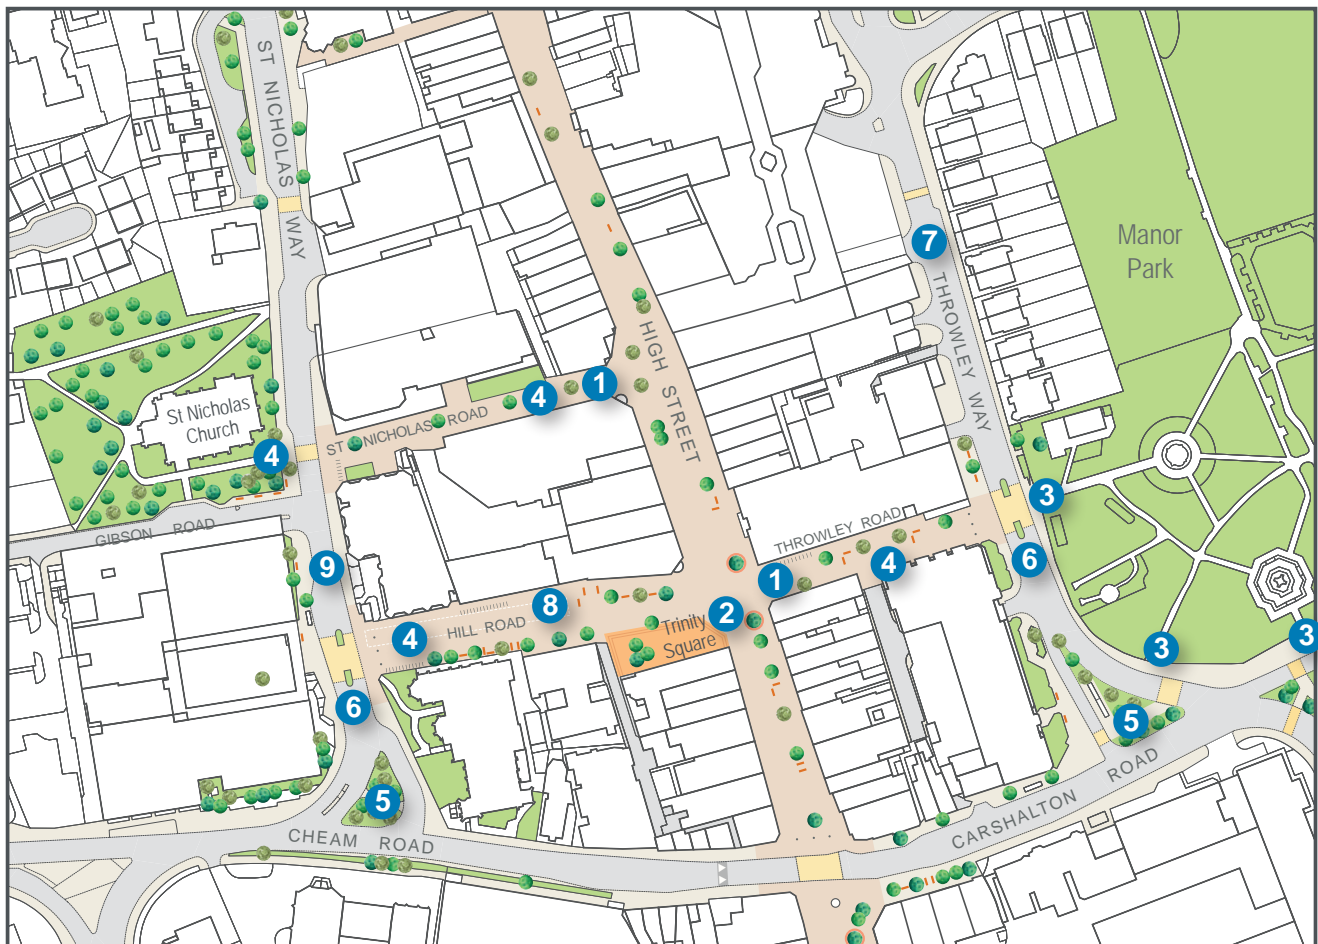 ST NICHOLAS WAY
7
Manor
Park
THROWLEY WAY
HIGH STREET
1
4
St Nicholas
Church
ST NICHOLAS ROAD
4
3
GIBSON ROAD
THROWLEY ROAD
9
1
4
6
8
2
HILL ROAD
4
Trinity
Square
3
3
6
5
5
CHEAM ROAD
CARSHALTON ROAD